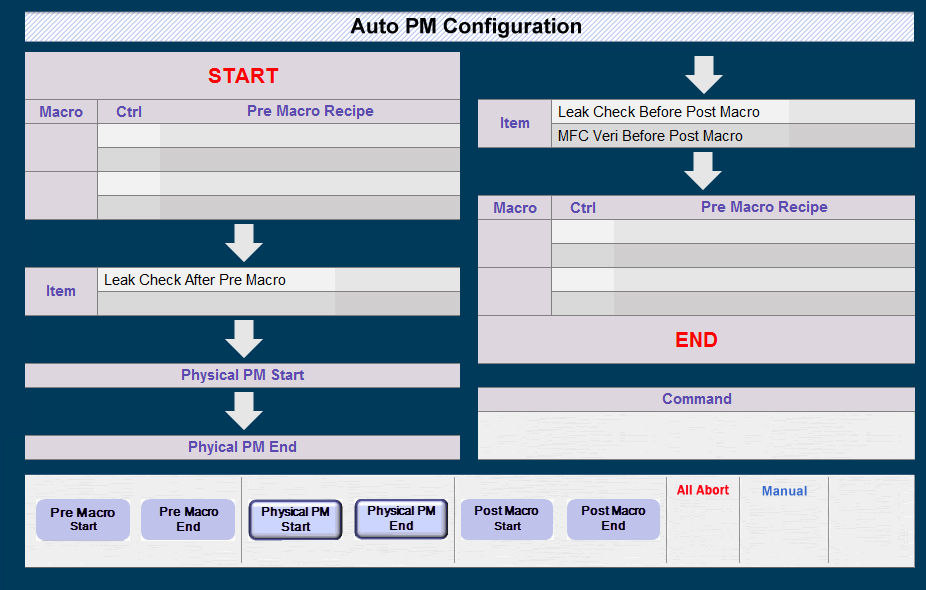 Auto PM Configuration
START
Macro Ctrl Pre Macro Recipe
Item
Leak Check After Pre Macro
Physical PM Start
Phyical PM End
Item
Leak Check Before Post Macro
MFC Veri Before Post Macro
Macro Ctrl Pre Macro Recipe
END
Command
Pre Macro
Start
Pre Macro
End
Physical PM
Start
Physical PM
End
Post Macro
Start
Post Macro
End
All Abort
Manual